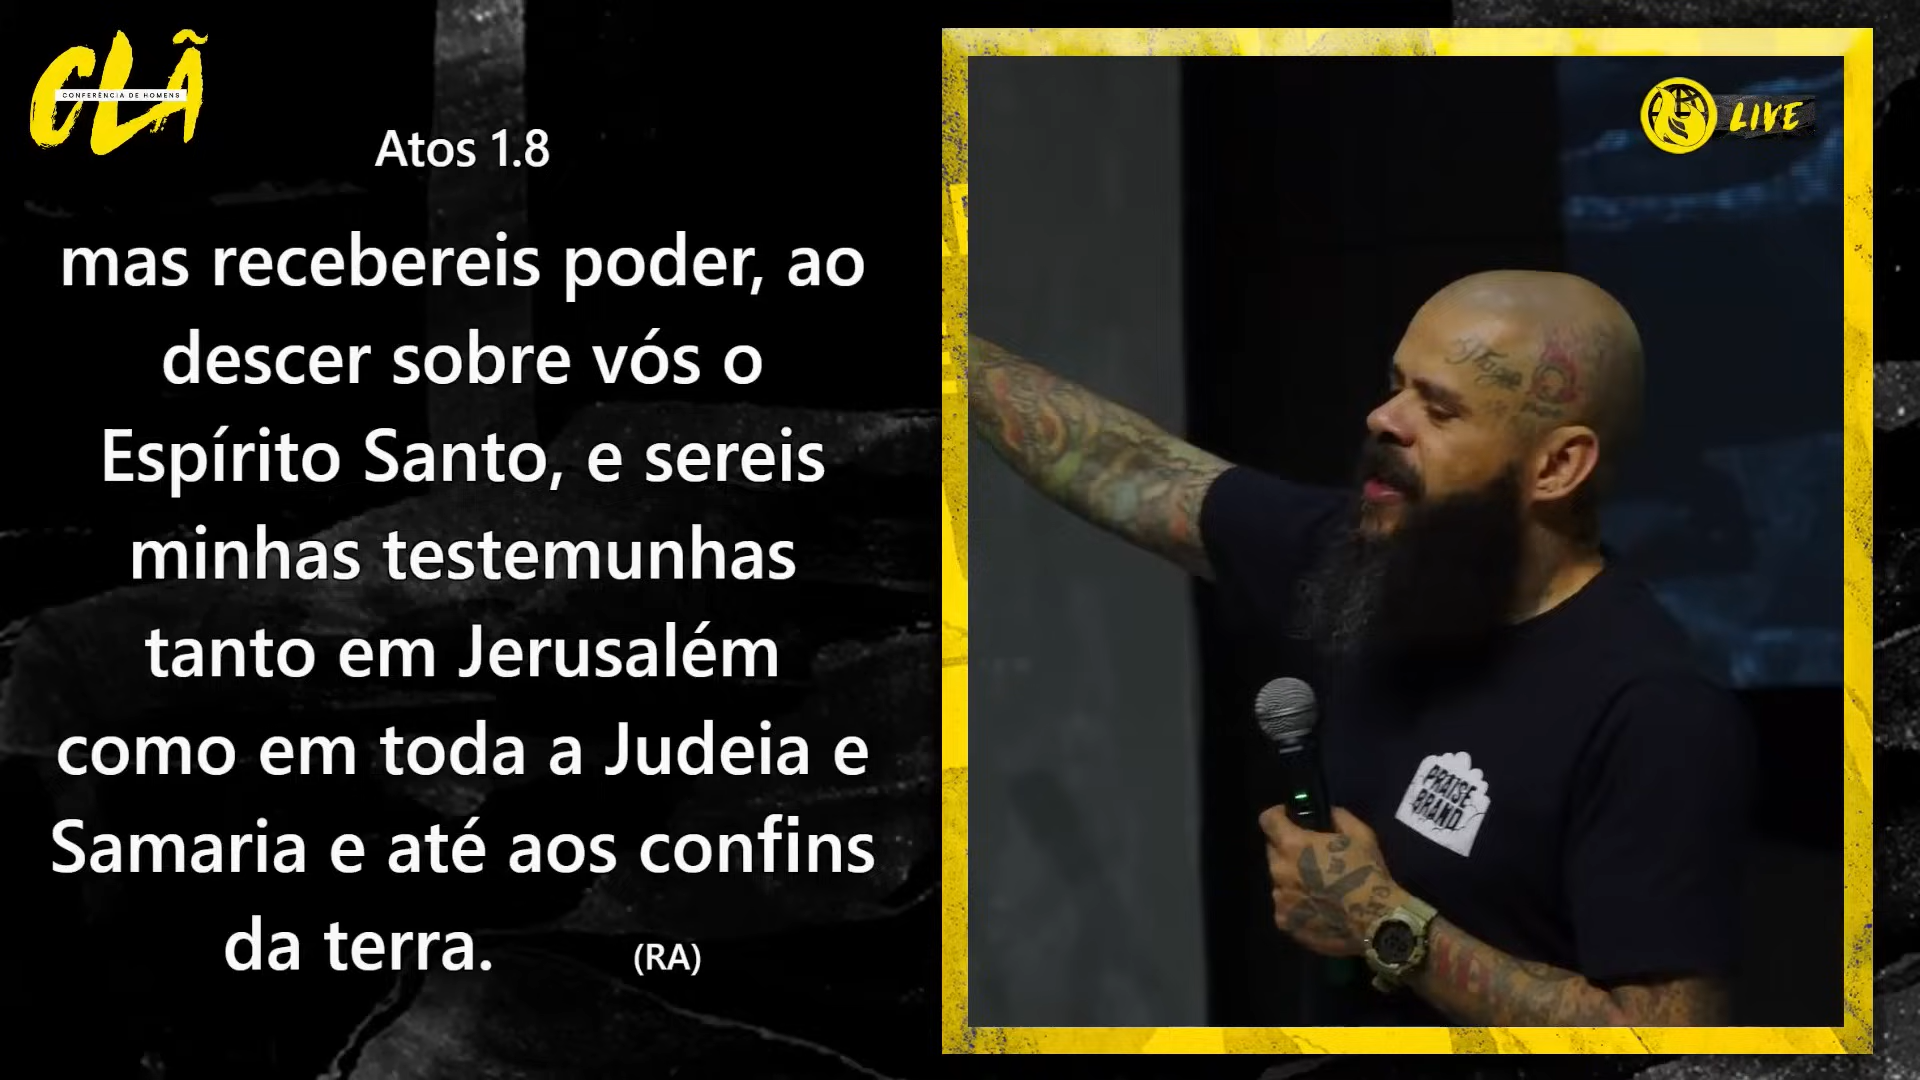 CLÃ
CONFERÊNCIA DE HOMENS
Atos 1.8
mas recebereis poder, ao
descer sobre vós o
Espírito Santo, e sereis
minhas testemunhas
tanto em Jerusalém
como em toda a Judeia e
Samaria e até aos confins
da terra. (RA)
LIVE
PRAISE
BRAND